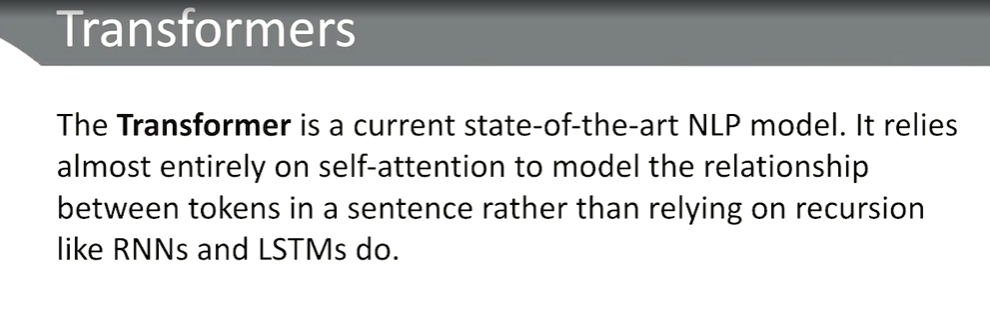 Transformers
The Transformer is a current state-of-the-art NLP model. It relies
almost entirely on self-attention to model the relationship
between tokens in a sentence rather than relying on recursion
like RNNs and LSTMs do.